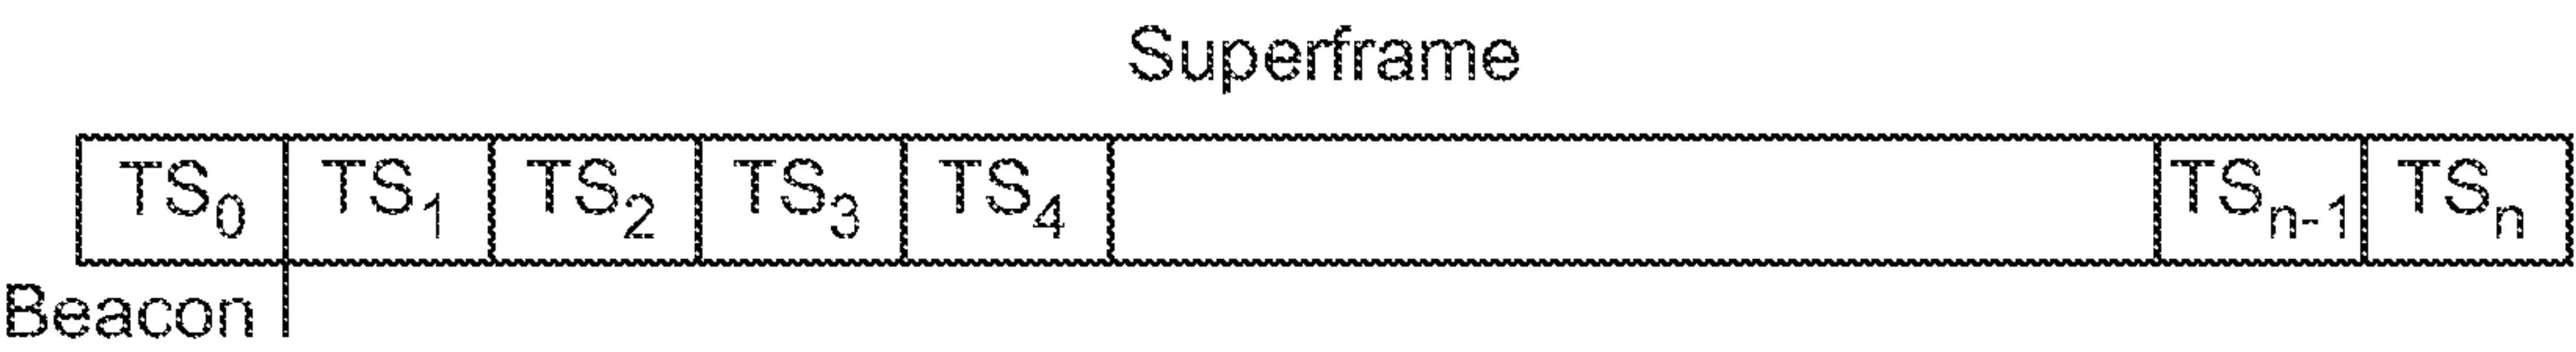 Superframe
TS₀ TS₁ TS₂ TS₃ TS₄ TSₙ₋₁ TSₙ
Beacon